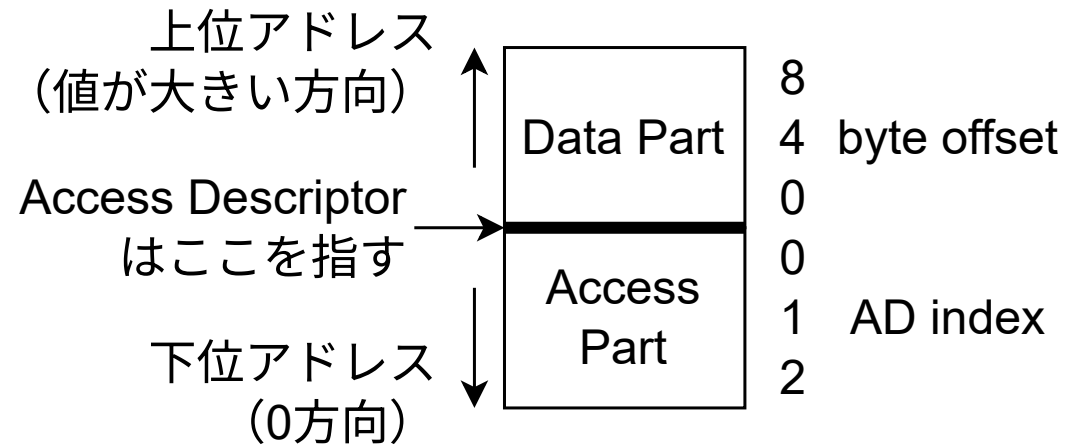 上位アドレス
（値が大きい方向）
Access Descriptor
はここを指す
下位アドレス
（0方向）
Data Part
Access
Part
8
4 byte offset
0
0
1 AD index
2